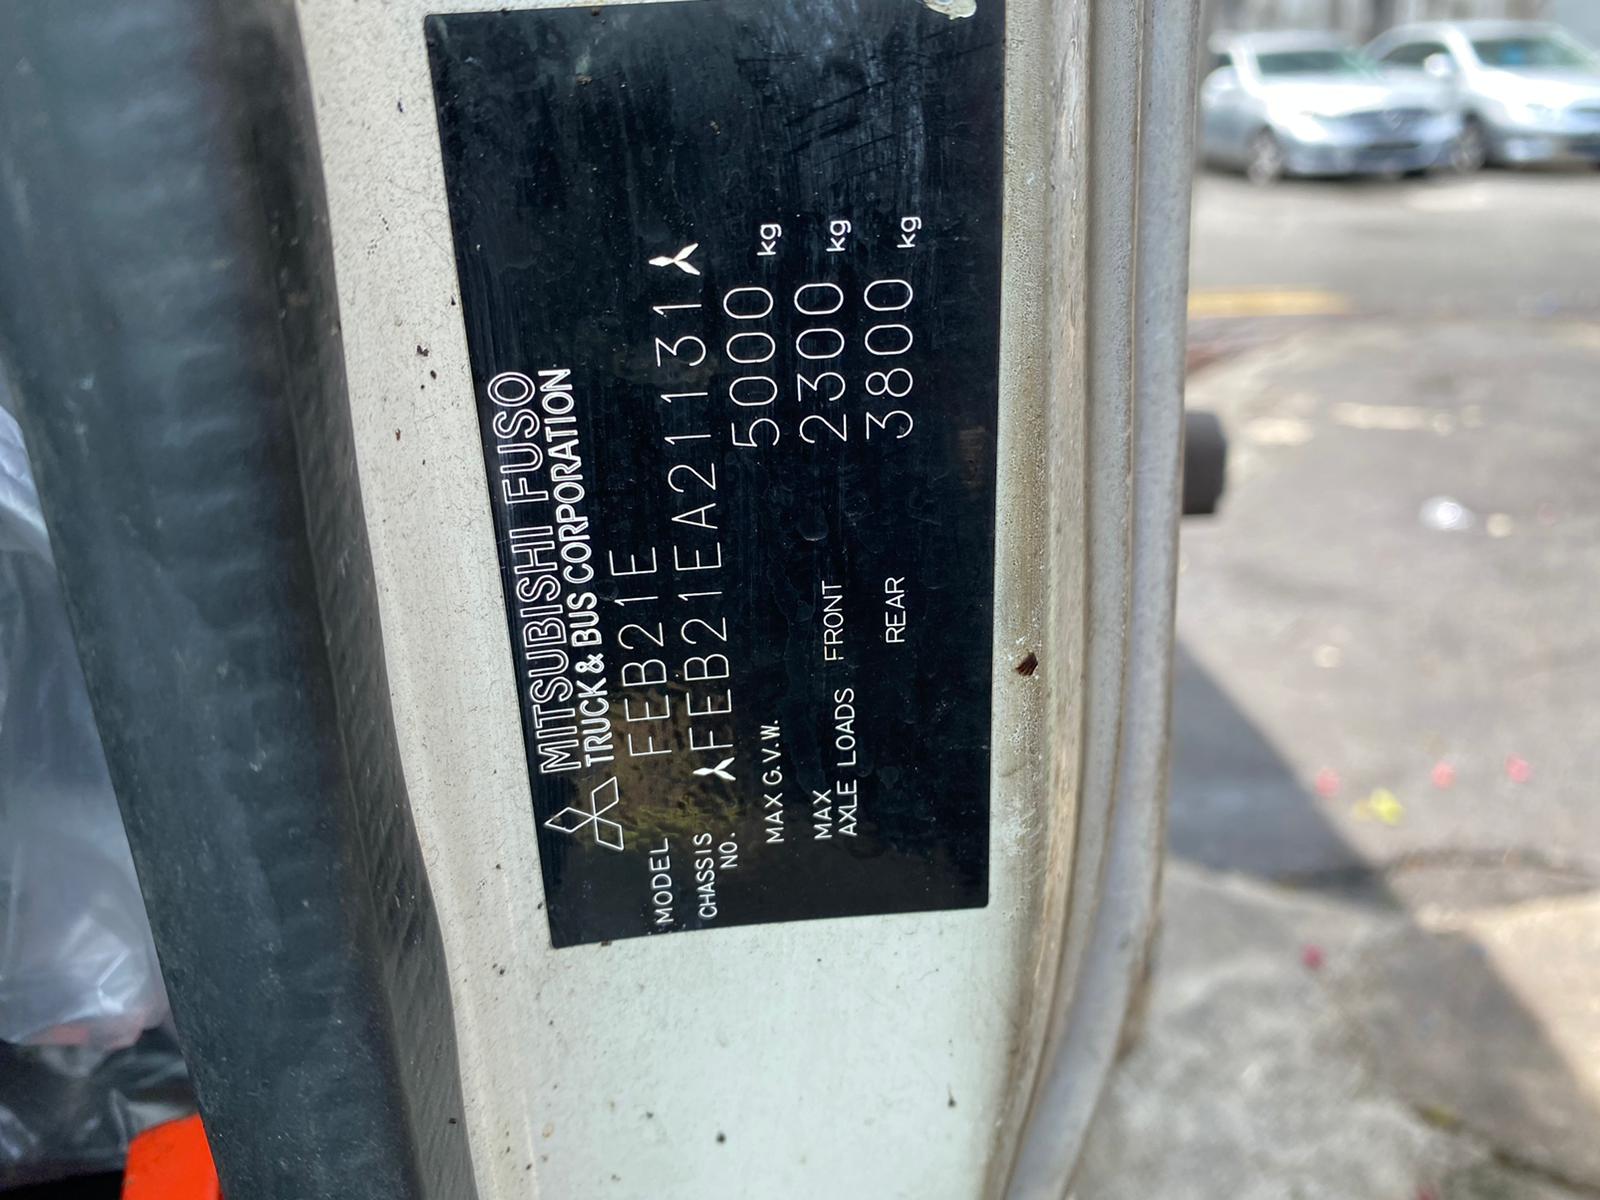 MITSUBISHI FUSO
TRUCK & BUS CORPORATION
MODEL FEB21E
CHASSIS NO. FEB21EA211131
MAX G.V.W. 5000 kg
MAX AXLE LOADS FRONT 2300 kg
REAR 3800 kg